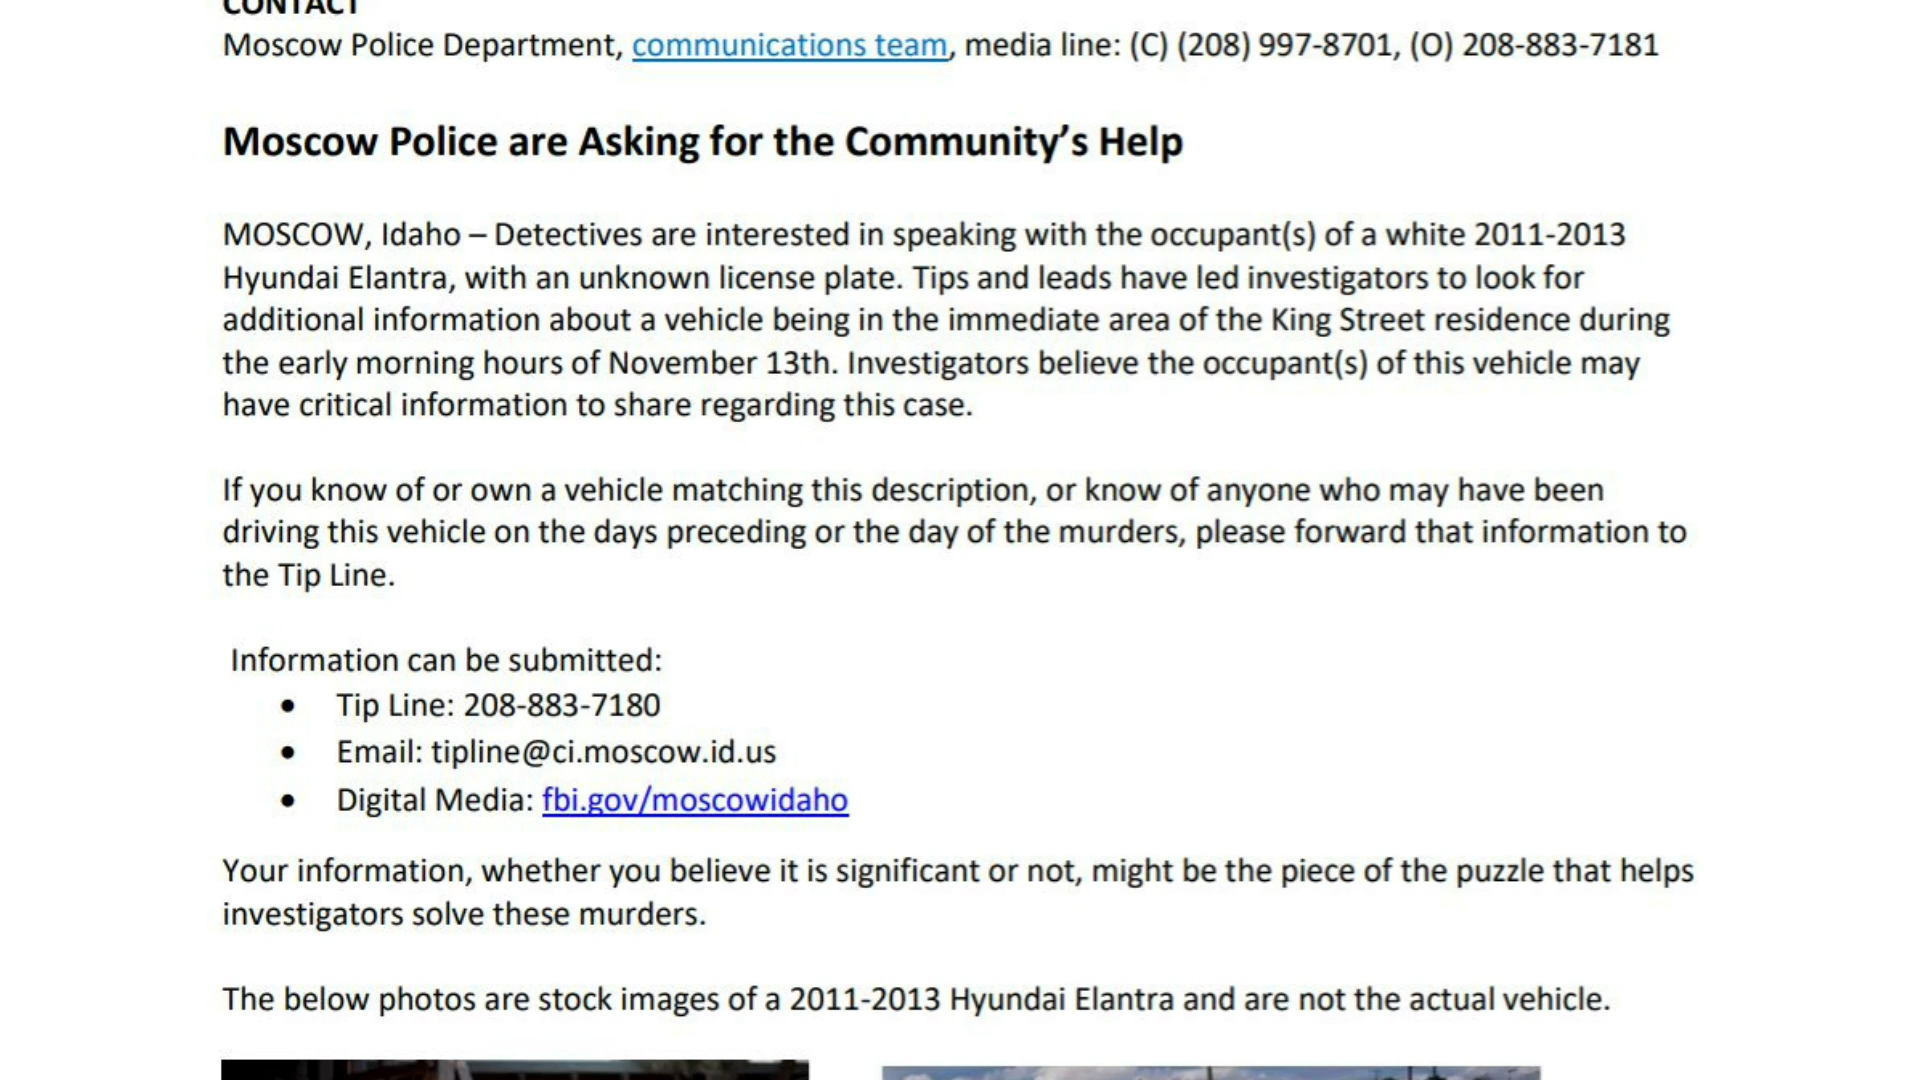 CONTACT
Moscow Police Department, communications team, media line: (C) (208) 997-8701, (O) 208-883-7181
Moscow Police are Asking for the Community’s Help
MOSCOW, Idaho – Detectives are interested in speaking with the occupant(s) of a white 2011-2013
Hyundai Elantra, with an unknown license plate. Tips and leads have led investigators to look for
additional information about a vehicle being in the immediate area of the King Street residence during
the early morning hours of November 13th. Investigators believe the occupant(s) of this vehicle may
have critical information to share regarding this case.
If you know of or own a vehicle matching this description, or know of anyone who may have been
driving this vehicle on the days preceding or the day of the murders, please forward that information to
the Tip Line.
Information can be submitted:
• Tip Line: 208-883-7180
• Email: tipline@ci.moscow.id.us
• Digital Media: fbi.gov/moscowidaho
Your information, whether you believe it is significant or not, might be the piece of the puzzle that helps
investigators solve these murders.
The below photos are stock images of a 2011-2013 Hyundai Elantra and are not the actual vehicle.